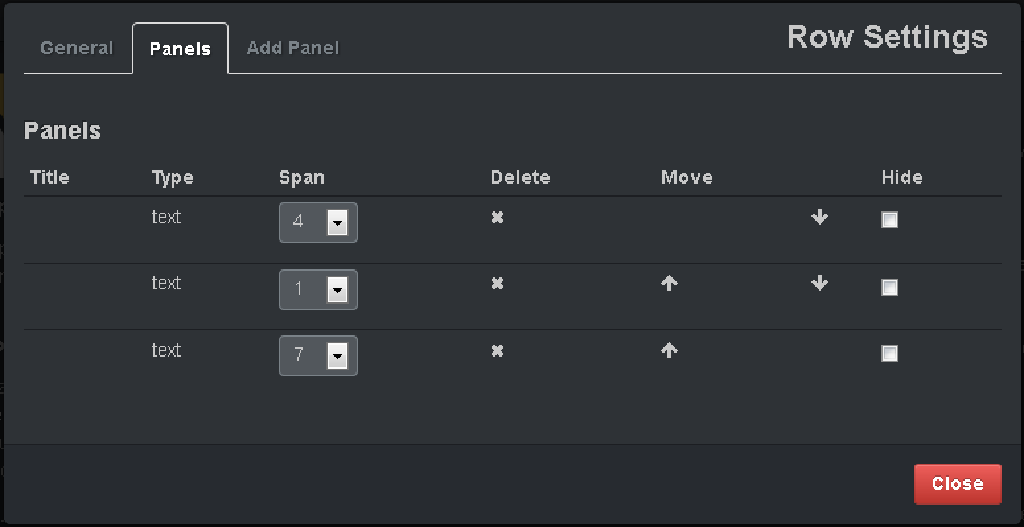 General Panels Add Panel Row Settings
Panels
Title Type Span Delete Move Hide
text 4
text 1
text 7
Close